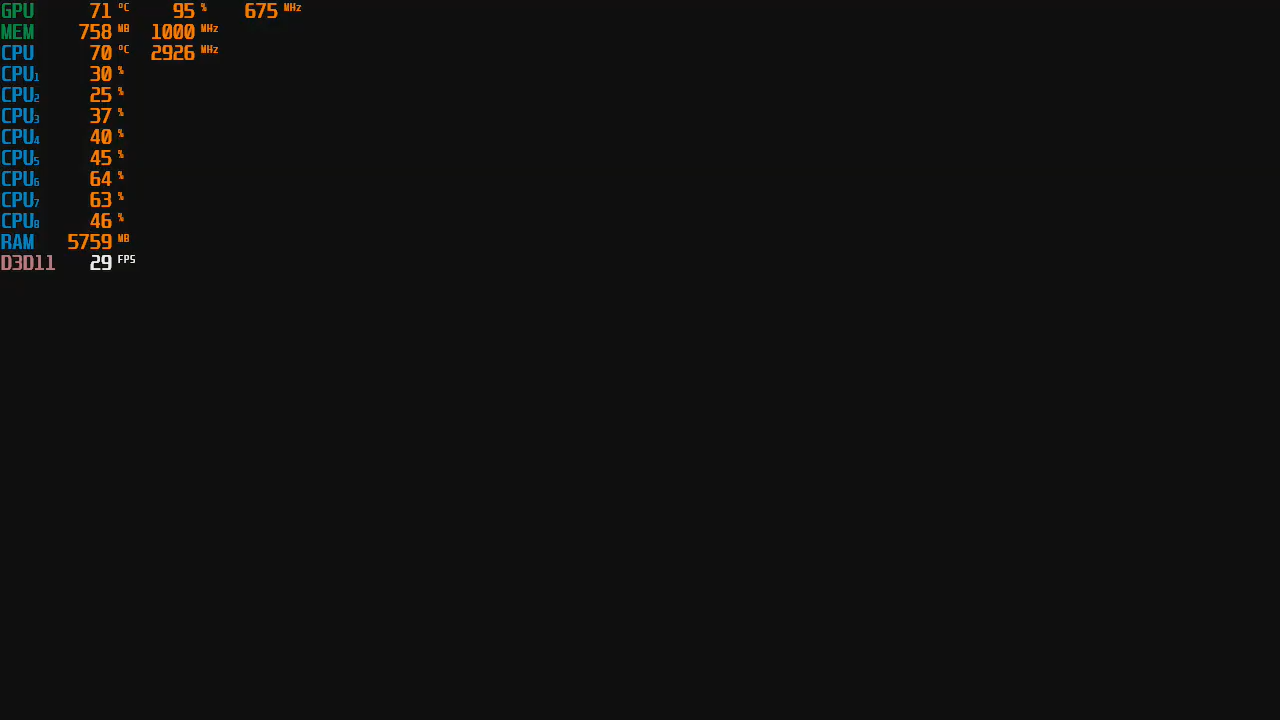 GPU 71 °C 95 % 675 MHz
MEM 758 MB 1000 MHz
CPU 70 °C 2926 MHz
CPU1 30 %
CPU2 25 %
CPU3 37 %
CPU4 40 %
CPU5 45 %
CPU6 64 %
CPU7 63 %
CPU8 46 %
RAM 5759 MB
D3D11 29 FPS